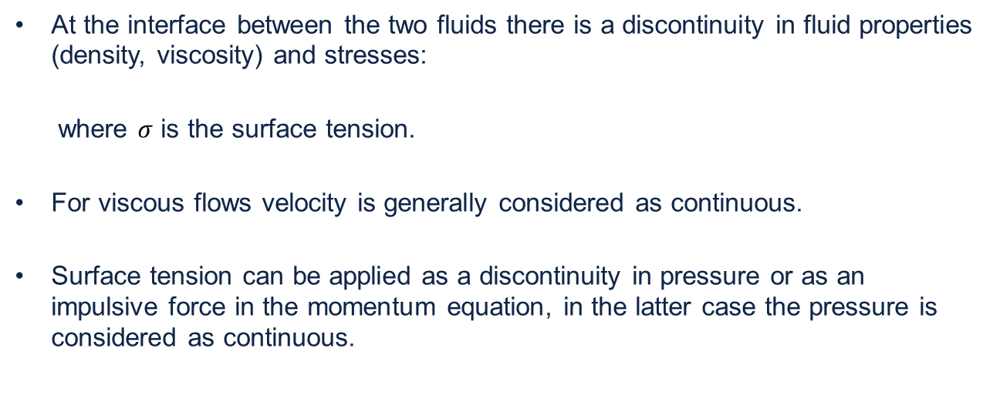 • At the interface between the two fluids there is a discontinuity in fluid properties
(density, viscosity) and stresses:
where σ is the surface tension.
• For viscous flows velocity is generally considered as continuous.
• Surface tension can be applied as a discontinuity in pressure or as an
impulsive force in the momentum equation, in the latter case the pressure is
considered as continuous.